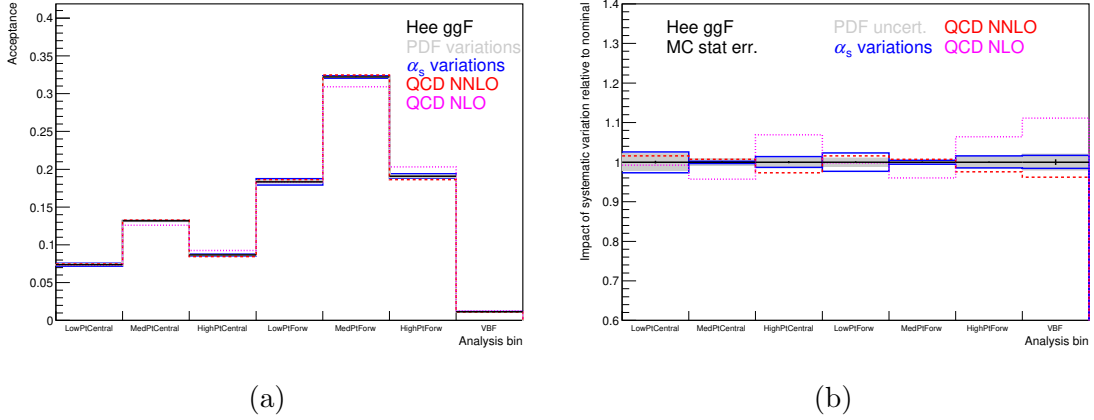 Acceptance
0.4
0.35
0.3
0.25
0.2
0.15
0.1
0.05
0
Hee ggF
PDF variations
αs variations
QCD NNLO
QCD NLO
LowPtCentral MedPtCentral HighPtCentral LowPtForw MedPtForw HighPtForw VBF
Analysis bin
(a)
Impact of systematic variation relative to nominal
1.4
1.3
1.2
1.1
1
0.9
0.8
0.7
0.6
Hee ggF PDF uncert. QCD NNLO
MC stat err. αs variations QCD NLO
LowPtCentral MedPtCentral HighPtCentral LowPtForw MedPtForw HighPtForw VBF
Analysis bin
(b)